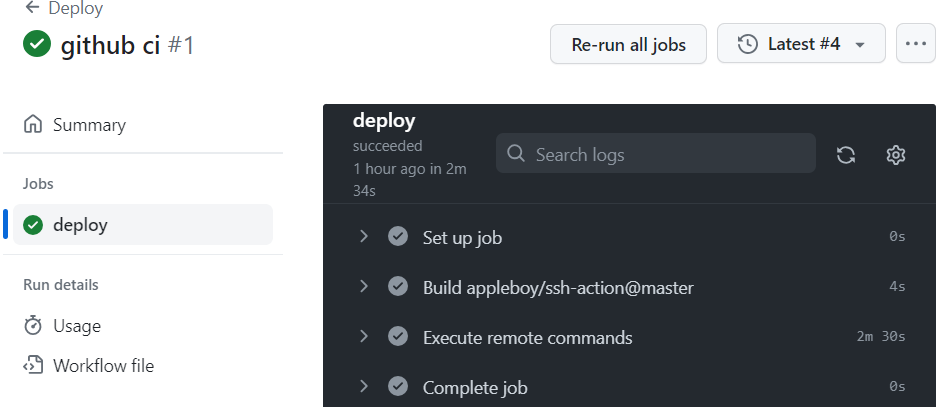 Deploy
github ci #1
Re-run all jobs
Latest #4
Summary
Jobs
deploy
Run details
Usage
Workflow file
deploy
succeeded
1 hour ago in 2m
34s
Search logs
Set up job 0s
Build appleboy/ssh-action@master 4s
Execute remote commands 2m 30s
Complete job 0s